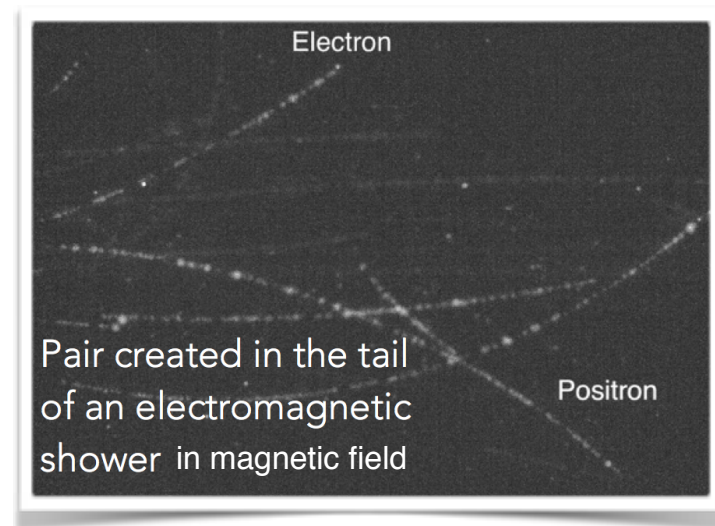 Electron
Pair created in the tail
of an electromagnetic
shower in magnetic field
Positron